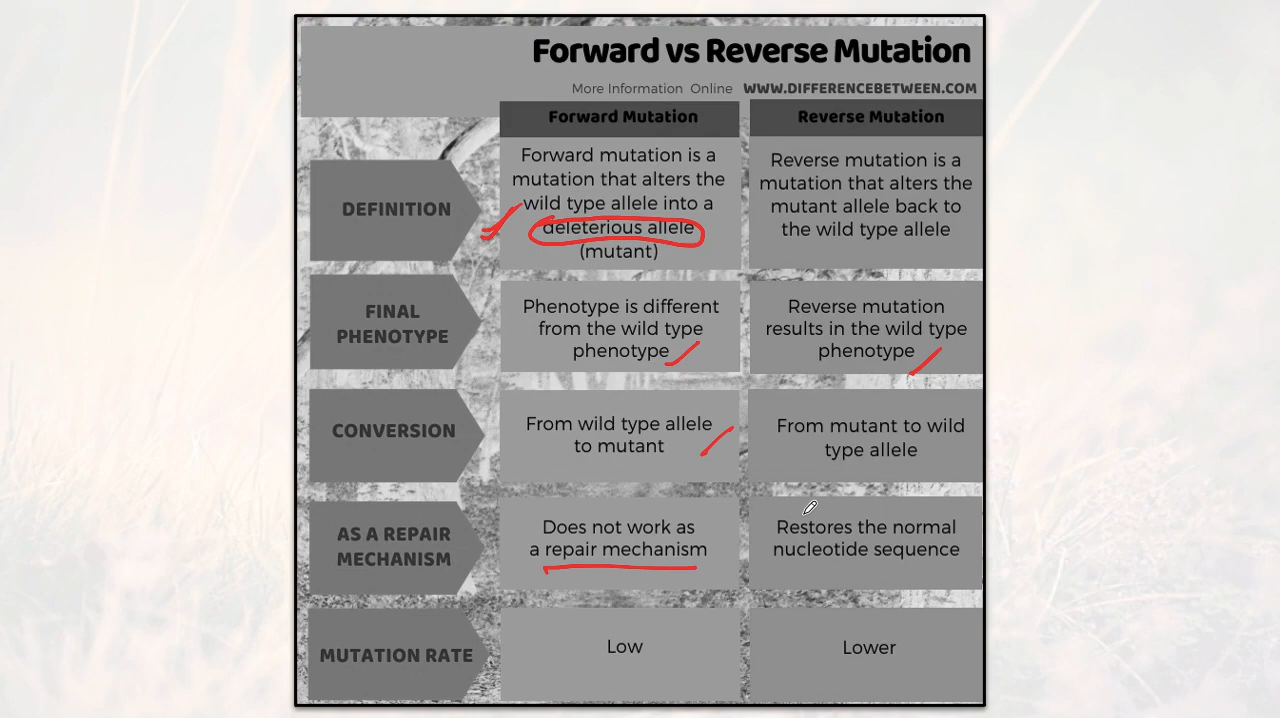 Forward vs Reverse Mutation
More Information Online WWW.DIFFERENCEBETWEEN.COM
Forward Mutation
Reverse Mutation
DEFINITION
Forward mutation is a
mutation that alters the
wild type allele into a
deleterious allele
(mutant)
Reverse mutation is a
mutation that alters the
mutant allele back to
the wild type allele
FINAL
PHENOTYPE
Phenotype is different
from the wild type
phenotype
Reverse mutation
results in the wild type
phenotype
CONVERSION
From wild type allele
to mutant
From mutant to wild
type allele
AS A REPAIR
MECHANISM
Does not work as
a repair mechanism
Restores the normal
nucleotide sequence
MUTATION RATE
Low
Lower